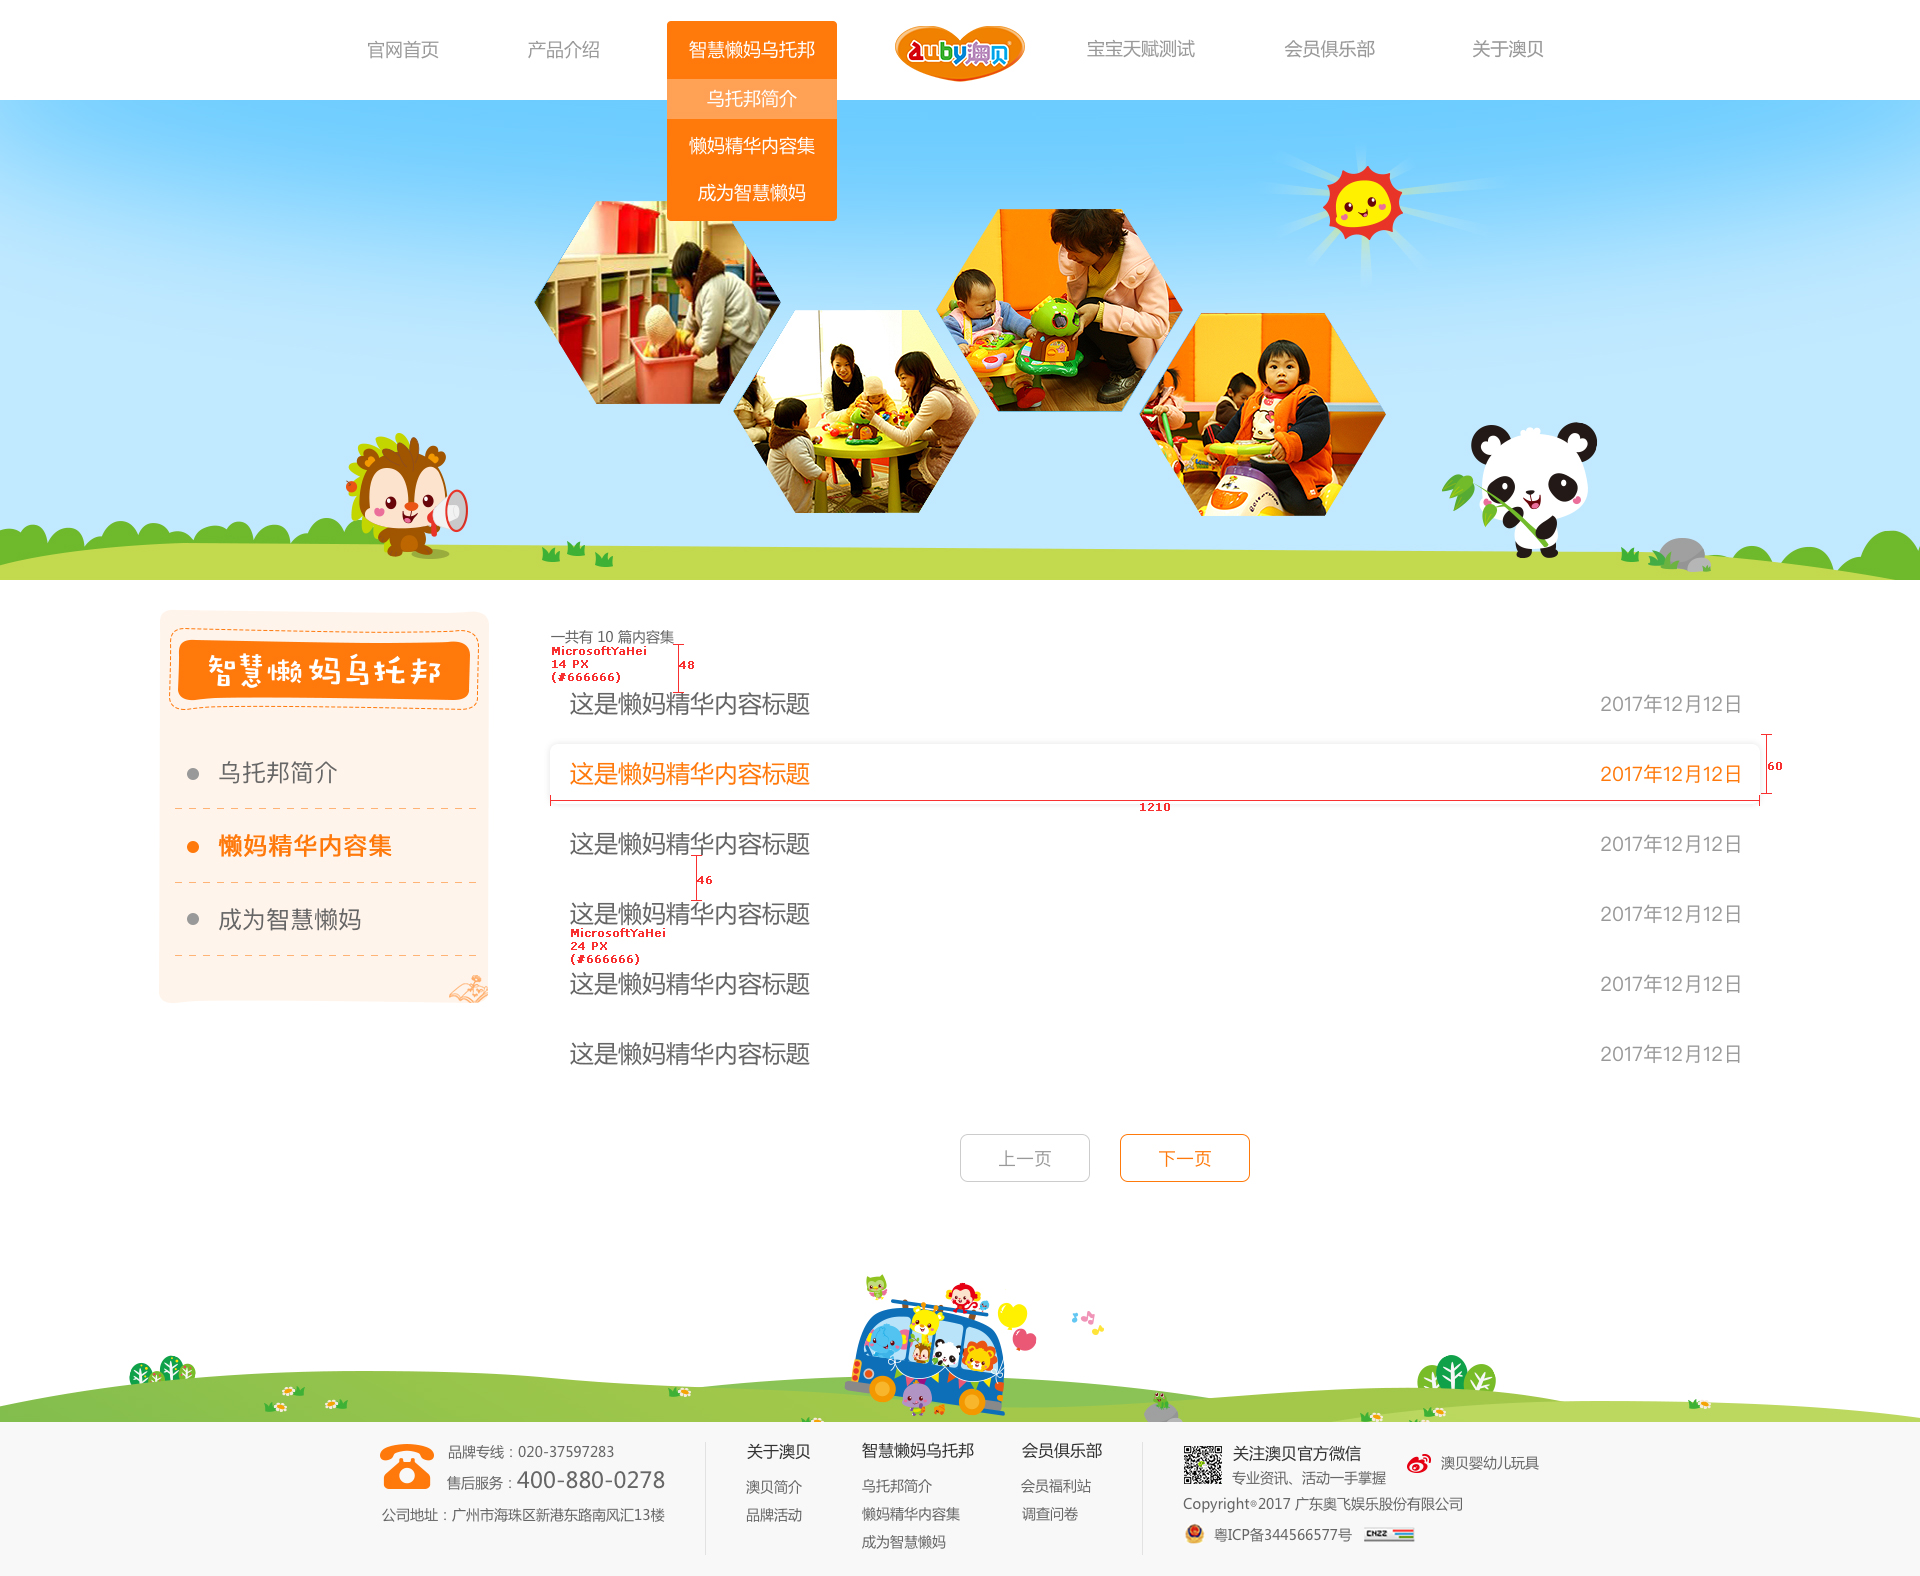 官网首页
产品介绍
智慧懒妈乌托邦
auby澳贝
宝宝天赋测试
会员俱乐部
关于澳贝
乌托邦简介
懒妈精华内容集
成为智慧懒妈
智慧懒妈乌托邦
乌托邦简介
懒妈精华内容集
成为智慧懒妈
一共有 10 篇内容集
MicrosoftYaHei
14 PX
(#666666)
48
这是懒妈精华内容标题 2017年12月12日
这是懒妈精华内容标题 2017年12月12日
60
1210
这是懒妈精华内容标题 2017年12月12日
46
这是懒妈精华内容标题 2017年12月12日
MicrosoftYaHei
24 PX
(#666666)
这是懒妈精华内容标题 2017年12月12日
这是懒妈精华内容标题 2017年12月12日
上一页
下一页
品牌专线：020-37597283
售后服务：400-880-0278
公司地址：广州市海珠区新港东路南风汇13楼
关于澳贝
澳贝简介
品牌活动
智慧懒妈乌托邦
乌托邦简介
懒妈精华内容集
成为智慧懒妈
会员俱乐部
会员福利站
调查问卷
关注澳贝官方微信
专业资讯、活动一手掌握
澳贝婴幼儿玩具
Copyright©2017 广东奥飞娱乐股份有限公司
粤ICP备344566577号
CNZZ